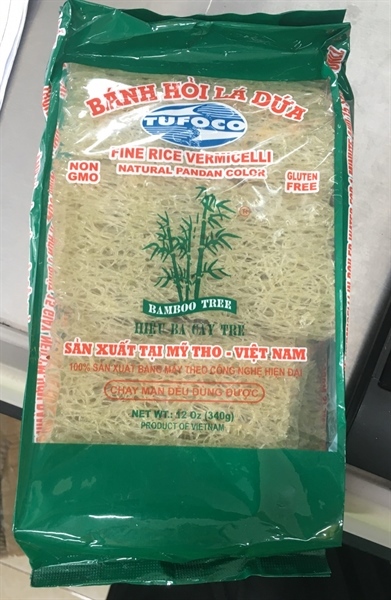 BÁNH HỎI LÁ DỨA
TUFOCO
FINE RICE VERMICELLI
NATURAL PANDAN COLOR
NON
GMO
GLUTEN
FREE
BAMBOO TREE
HIỆU BA CÂY TRE
SẢN XUẤT TẠI MỸ THO - VIỆT NAM
100% SẢN XUẤT BẰNG MÁY THEO CÔNG NGHỆ HIỆN ĐẠI
CHAY MẶN ĐỀU DÙNG ĐƯỢC
NET WT: 12 Oz (340g)
PRODUCT OF VIETNAM